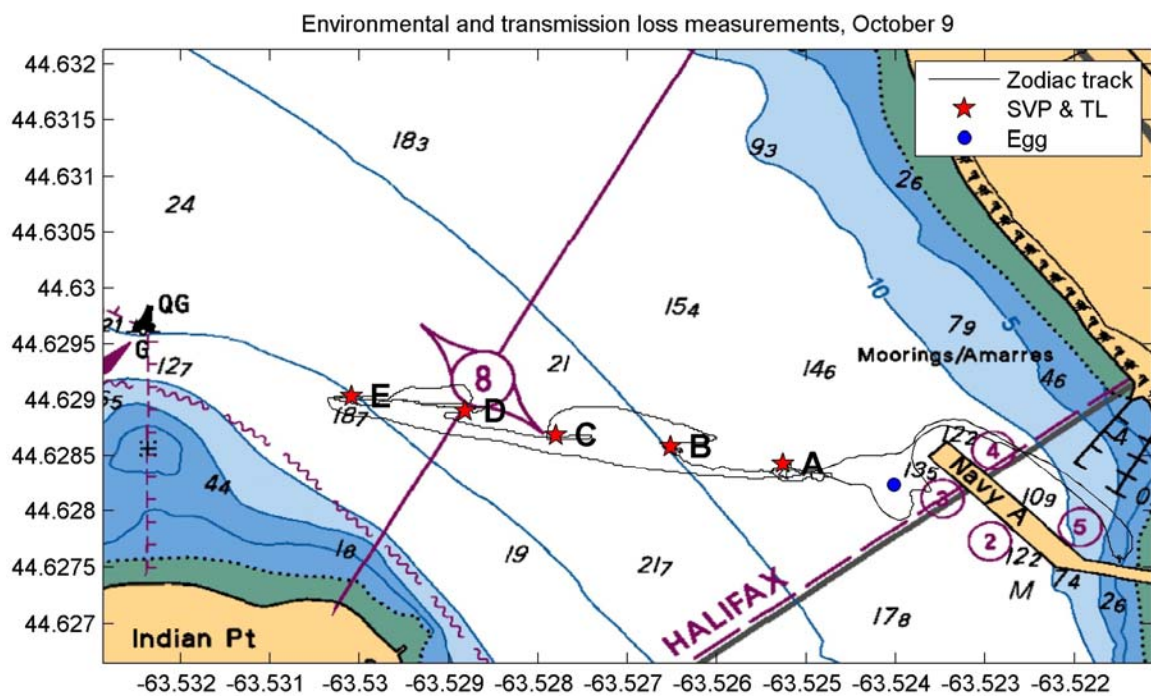 Environmental and transmission loss measurements, October 9
44.632
44.6315
44.631
44.6305
44.63
44.6295
44.629
44.6285
44.628
44.6275
44.627
Zodiac track
SVP & TL
Egg
183
93
26
24
10
QG
154
79
5
21
G
127
8
21
146
Moorings/Amarres
46
E
187
D
C
B
A
122
4
4
135
Navy A
109
0
44
3
5
2
18
19
217
122
74
26
M
HALIFAX
178
Indian Pt
-63.532 -63.531 -63.53 -63.529 -63.528 -63.527 -63.526 -63.525 -63.524 -63.523 -63.522